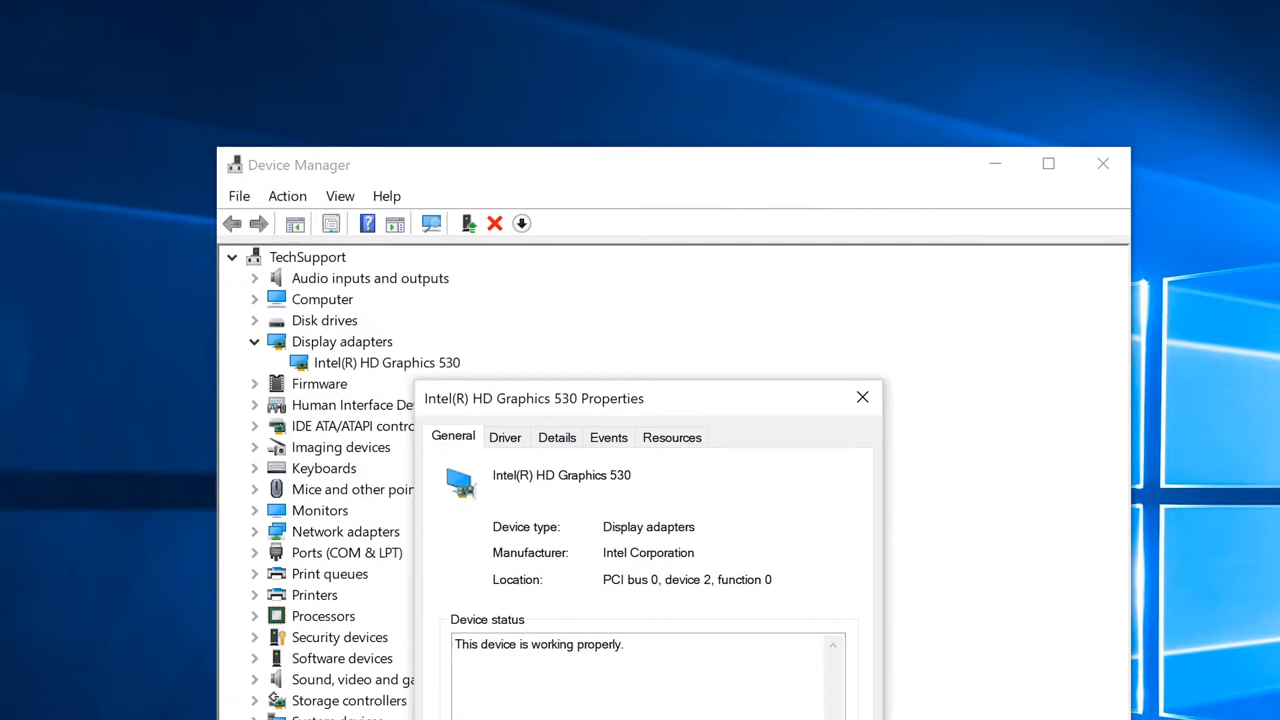 Device Manager
File Action View Help
TechSupport
Audio inputs and outputs
Computer
Disk drives
Display adapters
Intel(R) HD Graphics 530
Firmware
Human Interface De
IDE ATA/ATAPI contro
Imaging devices
Keyboards
Mice and other poin
Monitors
Network adapters
Ports (COM & LPT)
Print queues
Printers
Processors
Security devices
Software devices
Sound, video and ga
Storage controllers
System devices
Intel(R) HD Graphics 530 Properties
General Driver Details Events Resources
Intel(R) HD Graphics 530
Device type: Display adapters
Manufacturer: Intel Corporation
Location: PCI bus 0, device 2, function 0
Device status
This device is working properly.